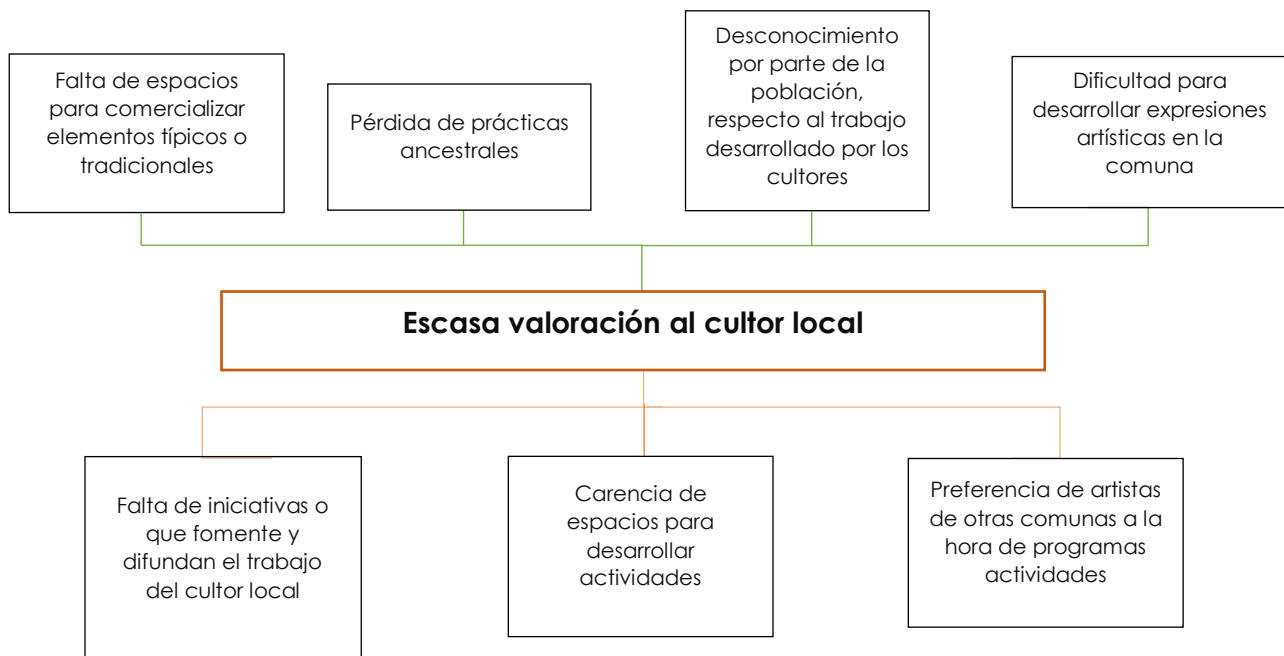 Falta de espacios
para comercializar
elementos típicos o
tradicionales
Pérdida de prácticas
ancestrales
Desconocimiento
por parte de la
población,
respecto al trabajo
desarrollado por los
cultores
Dificultad para
desarrollar expresiones
artísticas en la
comuna
Escasa valoración al cultor local
Falta de iniciativas o
que fomente y
difundan el trabajo
del cultor local
Carencia de
espacios para
desarrollar
actividades
Preferencia de artistas
de otras comunas a la
hora de programas
actividades